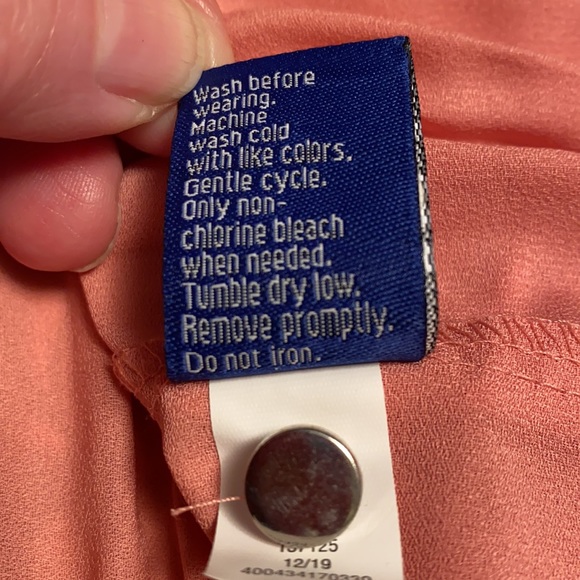 Wash before
wearing.
Machine
wash cold
with like colors.
Gentle cycle.
Only non-
chlorine bleach
when needed.
Tumble dry low.
Remove promptly.
Do not iron.
12/19